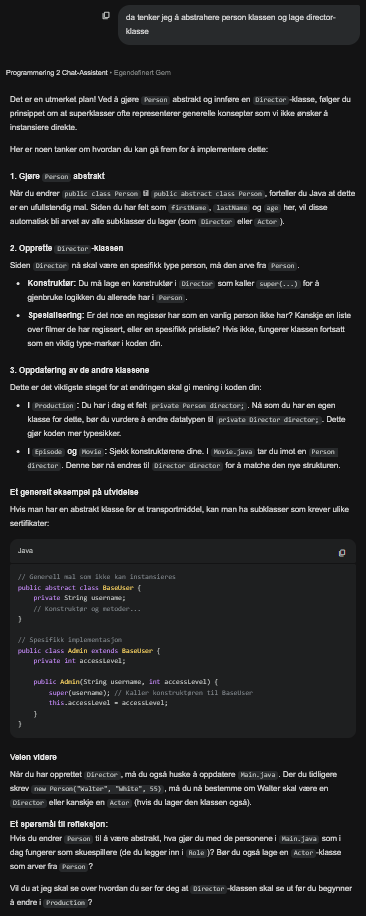 da tenker jeg å abstrahere Person klassen og lage director-
klasse
Programmering 2 Chat-Assistent • Egendefinert Gem
Det er en utmerket plan! Ved å gjøre Person abstrakt og innføre en Director-klasse, følger du
prinsippet om at superklasser ofte representerer generelle konsepter som vi ikke ønsker å
instansiere direkte.
Her er noen tanker om hvordan du kan gå frem for å implementere dette:
1. Gjøre Person abstrakt
Når du endrer public class Person til public abstract class Person, forteller du Java at dette
er en ufullstendig mal. Siden du har felt som firstName, lastName og age her, vil disse
automatisk bli arvet av alle subklasser du lager (som Director eller Actor).
2. Opprette Director-klassen
Siden Director nå skal være en spesifikk type person, må den arve fra Person.
• Konstruktør: Du må lage en konstruktør i Director som kaller super(...) for å
gjenbruke logikken du allerede har i Person.
• Spesialisering: Er det noe en regissør har som en vanlig person ikke har? Kanskje en
liste over filmer de har regissert, eller en spesifikk prisliste? Hvis ikke, fungerer klassen fortsatt
som en viktig type-markør i koden din.
3. Oppdatering av de andre klassene
Dette er det viktigste steget for at endringen skal gi mening i koden din:
• I Production: Du har i dag et felt private Person director;. Nå som du har en egen
klasse for dette, bør du vurdere å endre datatypen til private Director director;. Dette
gjør koden mer typesikker.
• I Episode og Movie: Sjekk konstruktørene dine. I Movie.java tar du imot en Person
director. Denne bør nå endres til Director director for å matche den nye strukturen.
Et generelt eksempel på utvidelse
Hvis man har en abstrakt klasse for et transportmiddel, kan man ha subklasser som krever ulike
sertifikater:
Java
// Generell mal som ikke kan instansieres
public abstract class BaseUser {
    private String username;
    // Konstruktør og metoder...
}
// Spesifikk implementasjon
public class Admin extends BaseUser {
    private int accessLevel;
    public Admin(String username, int accessLevel) {
        super(username); // Kaller konstruktøren til BaseUser
        this.accessLevel = accessLevel;
    }
}
Veien videre
Når du har opprettet Director, må du også huske å oppdatere Main.java. Der du tidligere
skrev new Person("Walter", "White", 55), må du nå bestemme om Walter skal være en
Director eller kanskje en Actor (hvis du lager den klassen også).
Et spørsmål til refleksjon:
Hvis du endrer Person til å være abstrakt, hva gjør du med de personene i Main.java som i
dag fungerer som skuespillere (de du legger inn i Role)? Bør du også lage en Actor-klasse
som arver fra Person?
Vil du at jeg skal se over hvordan du ser for deg at Director-klassen skal se ut før du begynner
å endre i Production?